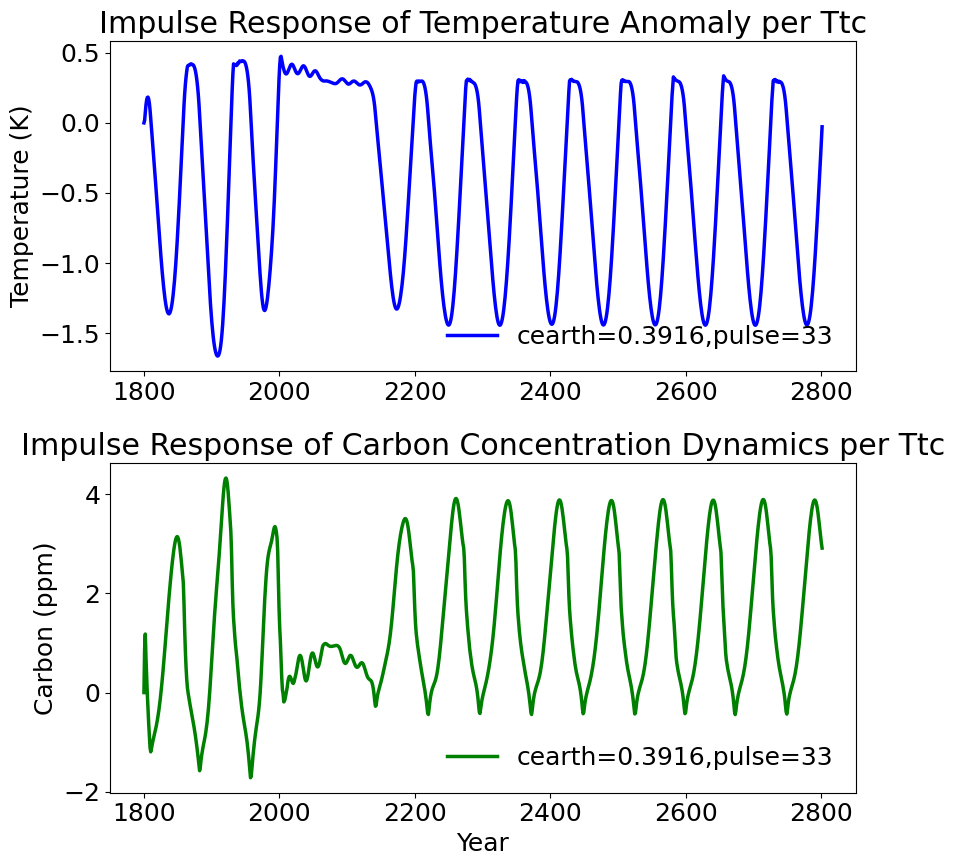 Impulse Response of Temperature Anomaly per Ttc
0.5
0.0
−0.5
−1.0
−1.5
Temperature (K)
cearth=0.3916,pulse=33
1800 2000 2200 2400 2600 2800
Impulse Response of Carbon Concentration Dynamics per Ttc
4
2
0
−2
Carbon (ppm)
cearth=0.3916,pulse=33
1800 2000 2200 2400 2600 2800
Year